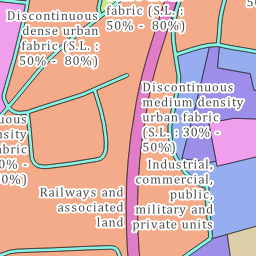 Discontinuous
dense urban
fabric (S.L. :
50% - 80%)
fabric (S.L. :
50% - 80%)
50% -
Discontinuous
medium density
urban fabric
(S.L. : 30% -
50%)
Industrial,
commercial,
public,
military and
private units
Railways and
associated
land